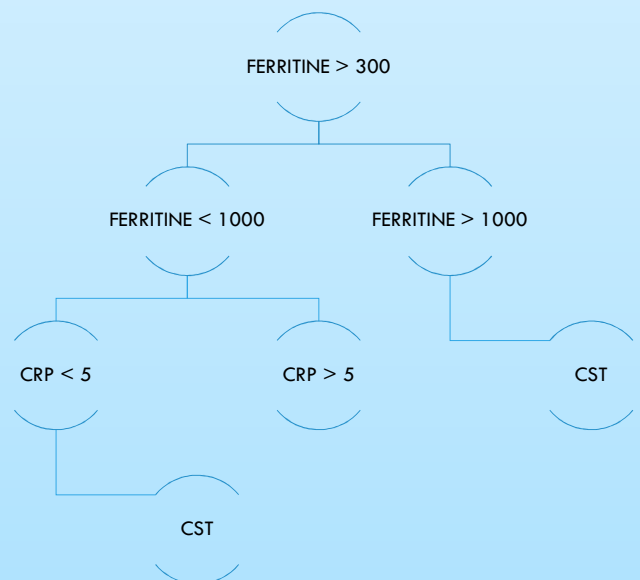 FERRITINE > 300
FERRITINE < 1000
FERRITINE > 1000
CRP < 5
CRP > 5
CST
CST